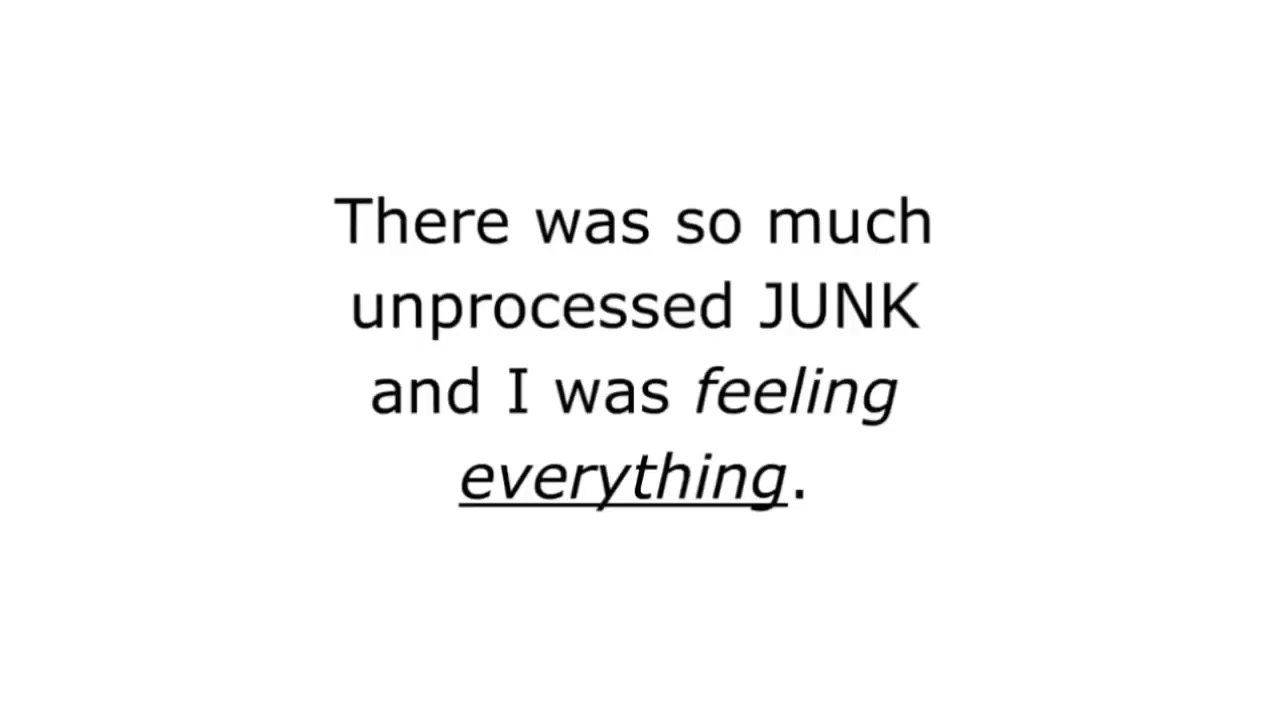 There was so much
unprocessed JUNK
and I was feeling
everything.